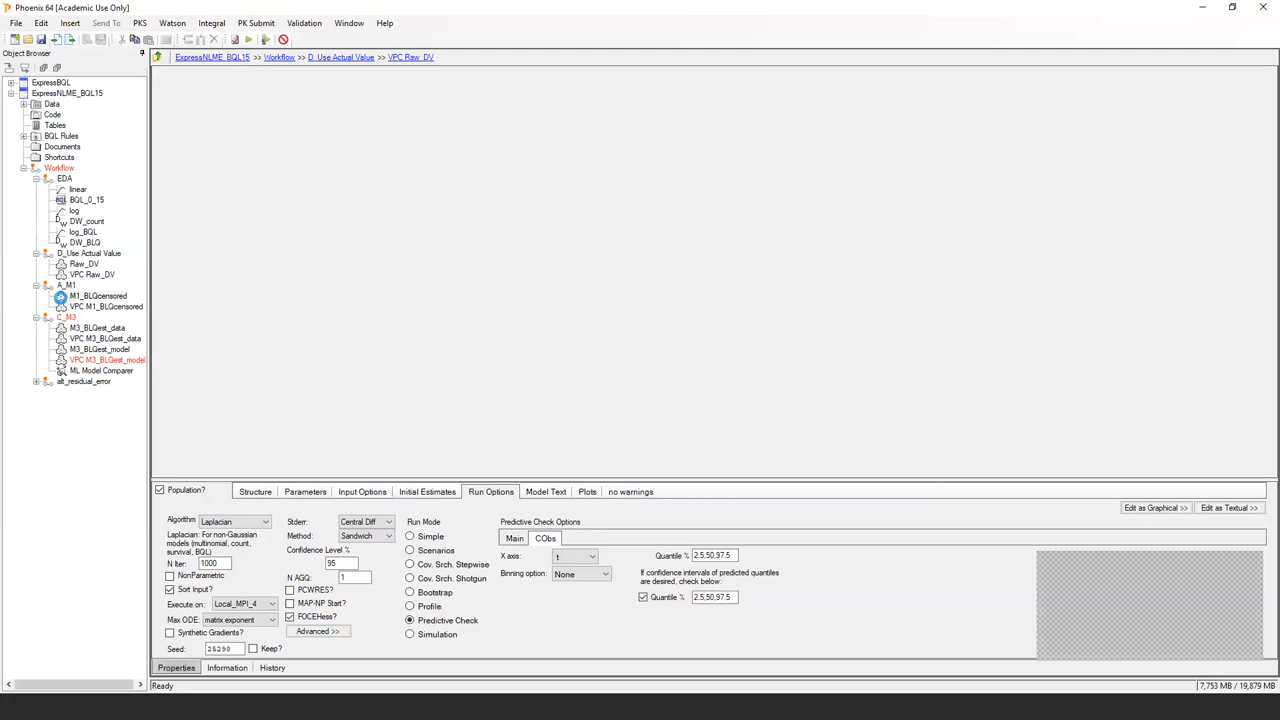 Phoenix 64 [Academic Use Only]
File Edit Insert Send To PKS Watson Integral PK Submit Validation Window Help
Object Browser
ExpressNLME_BQL15 >> Workflow >> D_Use Actual Value >> VPC Raw_DV
ExpressBQL
ExpressNLME_BQL15
Data
Code
Tables
BQL Rules
Documents
Shortcuts
Workflow
EDA
linear
BQL BQL_0_15
log
DW_count
log_BQL
DW_BLQ
D_Use Actual Value
Raw_DV
VPC Raw_DV
A_M1
M1_BLQcensored
VPC M1_BLQcensored
C_M3
M3_BLQest_data
VPC M3_BLQest_data
M3_BLQest_model
VPC M3_BLQest_model
ML Model Comparer
alt_residual_error
Population? Structure Parameters Input Options Initial Estimates Run Options Model Text Plots no warnings
Edit as Graphical >> Edit as Textual >>
Algorithm Laplacian
Laplacian: For non-Gaussian
models (multinomial, count,
survival, BQL)
N Iter: 1000
NonParametric
Sort Input?
Execute on: Local_MPI_4
Max ODE: matrix exponent
Synthetic Gradients?
Seed: 25290 Keep?
Stderr: Central Diff
Method: Sandwich
Confidence Level %
95
N AGQ: 1
PCWRES?
MAP-NP Start?
FOCEHess?
Advanced >>
Run Mode
Simple
Scenarios
Cov. Srch. Stepwise
Cov. Srch. Shotgun
Bootstrap
Profile
Predictive Check
Simulation
Predictive Check Options
Main CObs
X axis: t
Binning option: None
Quantile % 2.5,50,97.5
If confidence intervals of predicted quantiles
are desired, check below:
Quantile % 2.5,50,97.5
Properties Information History
Ready 7,753 MB / 19,879 MB